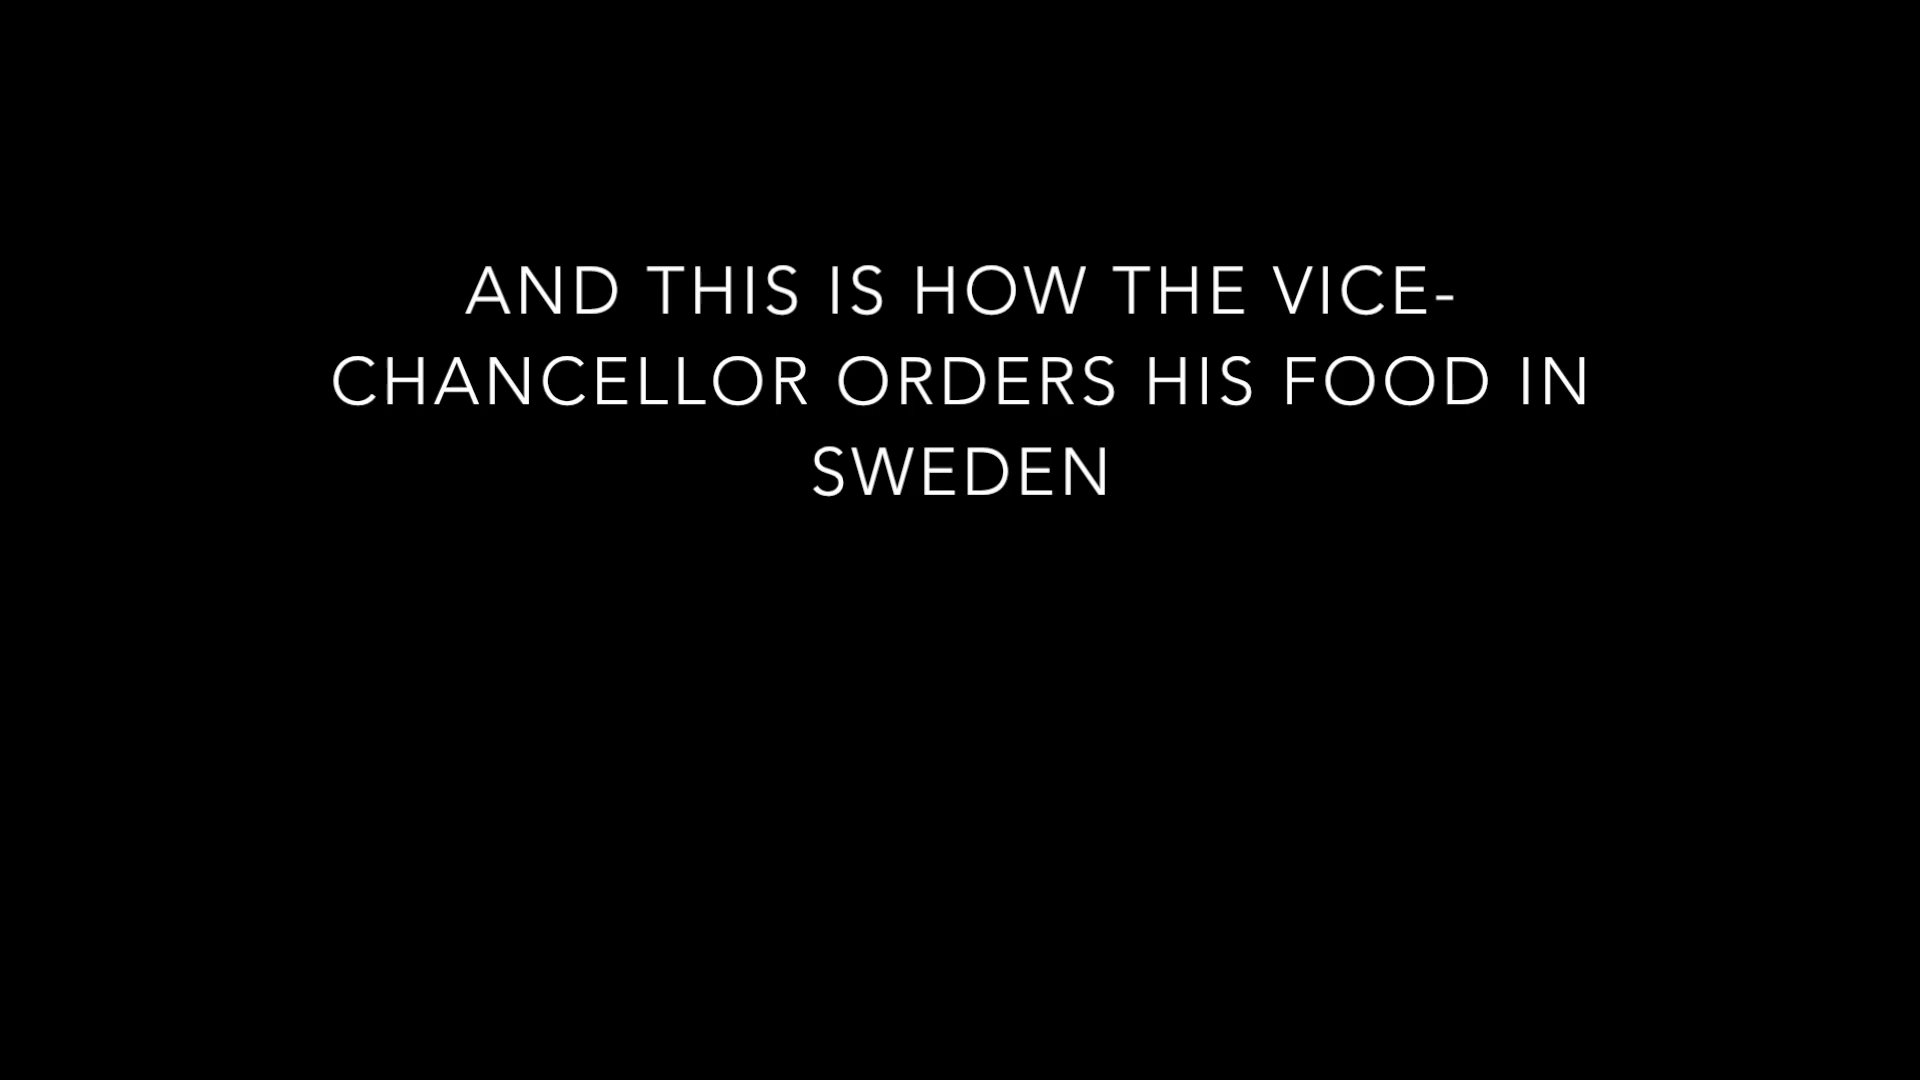 AND THIS IS HOW THE VICE-
CHANCELLOR ORDERS HIS FOOD IN
SWEDEN